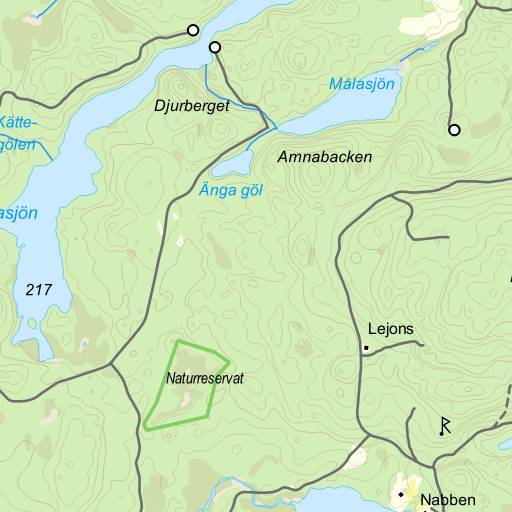 Målasjön
Djurberget
Kätte-
gölen
Amnabacken
Änga göl
asjön
217
Lejons
Naturreservat
R
Nabben